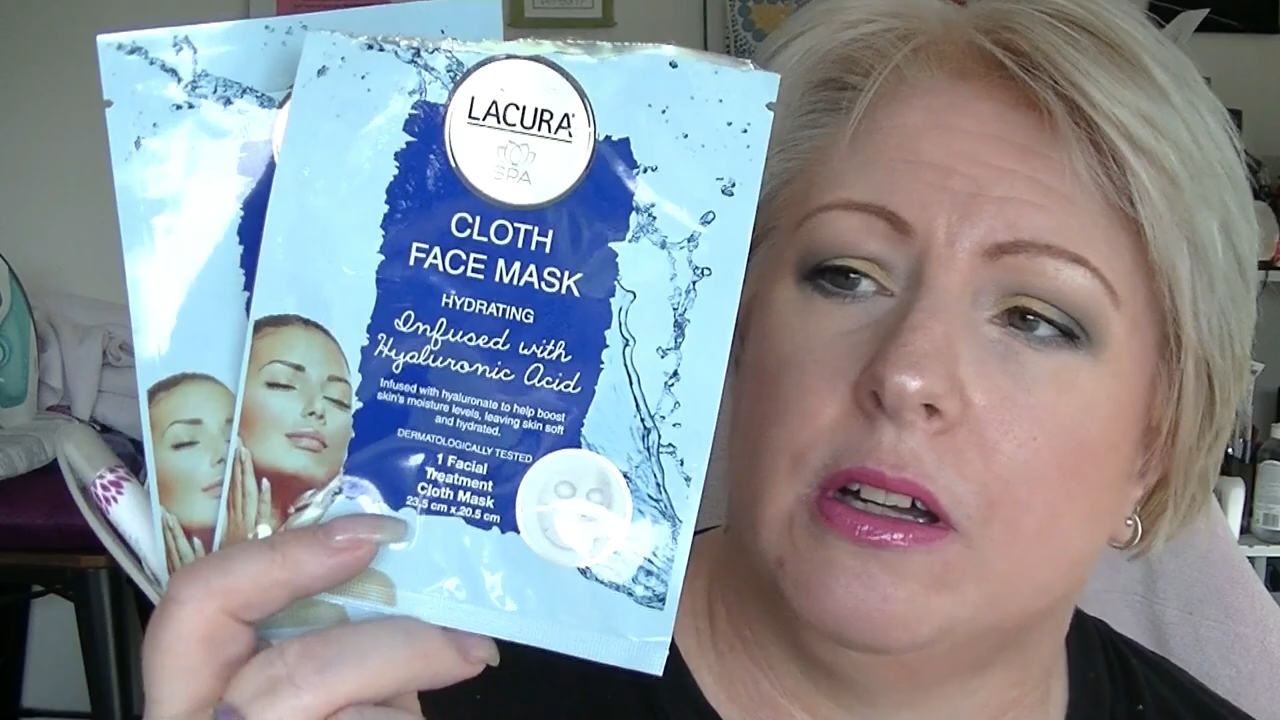 LACURA
SPA
CLOTH
FACE MASK
HYDRATING
Infused with
Hyaluronic Acid
Infused with hyaluronate to help boost
skin's moisture levels, leaving skin soft
and hydrated.
DERMATOLOGICALLY TESTED
1 Facial
Treatment
Cloth Mask
23.5 cm x 20.5 cm